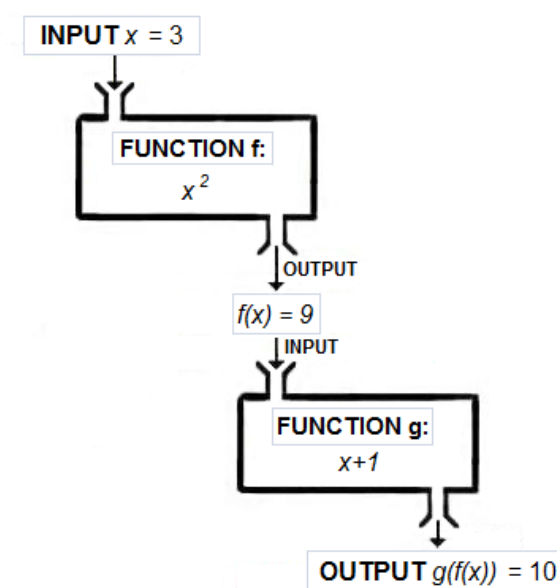 INPUT x = 3
FUNCTION f:
x²
OUTPUT
f(x) = 9
INPUT
FUNCTION g:
x+1
OUTPUT g(f(x)) = 10